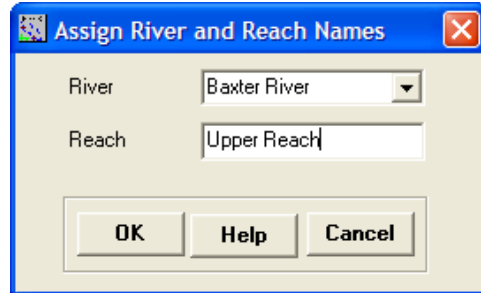 Assign River and Reach Names
River Baxter River
Reach Upper Reach
OK Help Cancel